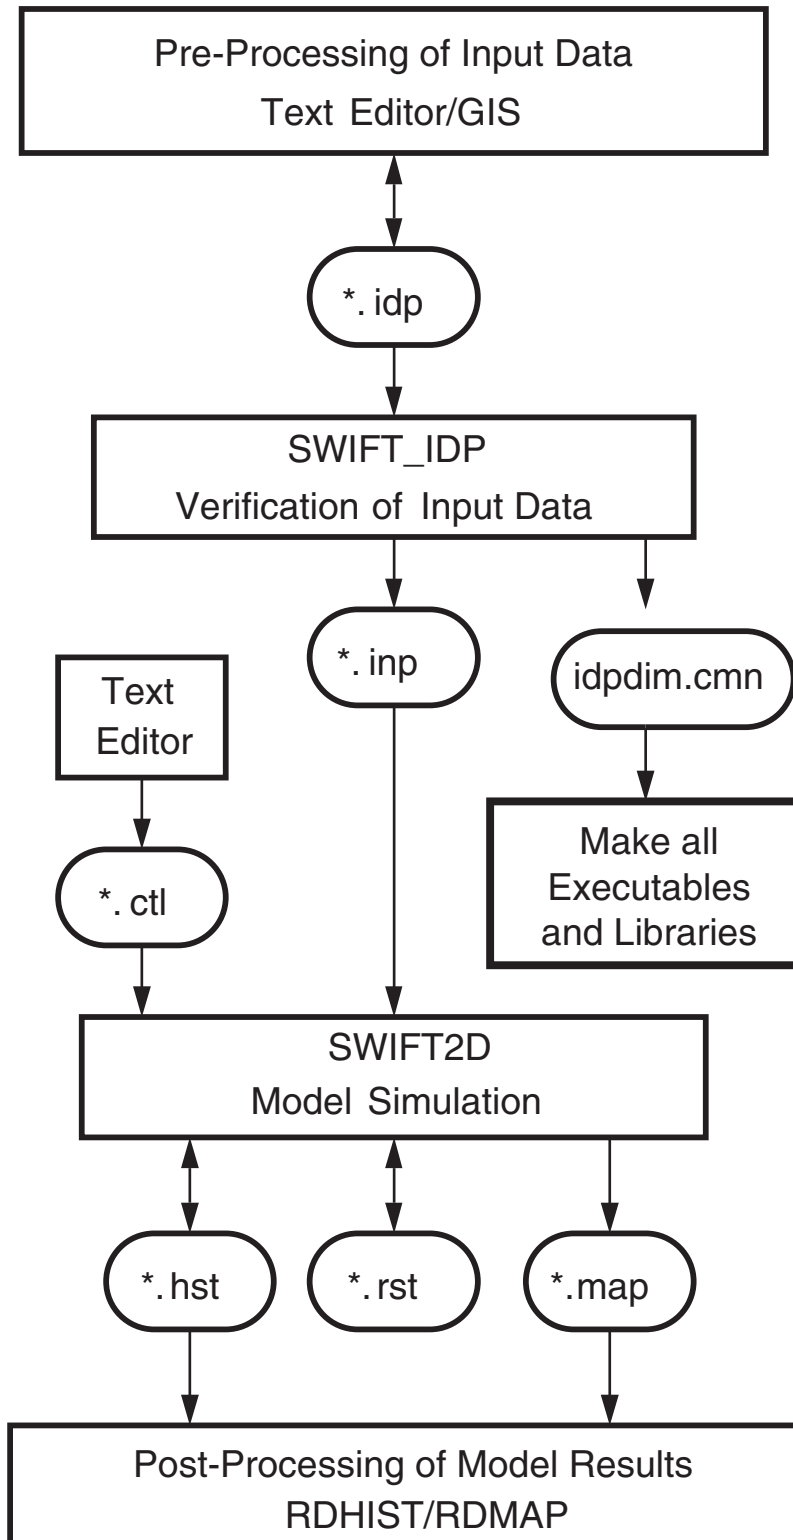 Pre-Processing of Input Data
Text Editor/GIS
*. idp
SWIFT_IDP
Verification of Input Data
*. inp
idpdim.cmn
Text
Editor
Make all
Executables
and Libraries
*. ctl
SWIFT2D
Model Simulation
*. hst
*. rst
*.map
Post-Processing of Model Results
RDHIST/RDMAP